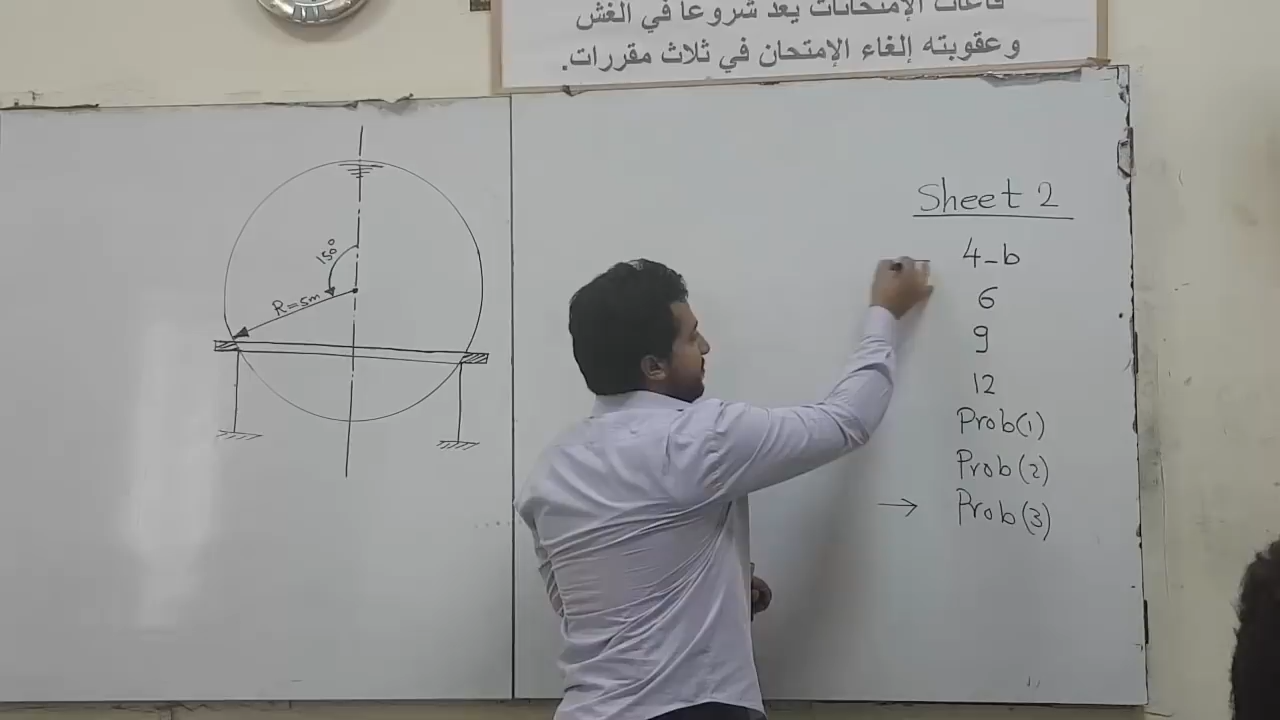 قاعات الإمتحانات يعد شروعا في الغش
وعقوبته إلغاء الإمتحان في ثلاث مقررات.
150°
R=5m
Sheet 2
4-b
6
9
12
Prob(1)
Prob(2)
→ Prob(3)